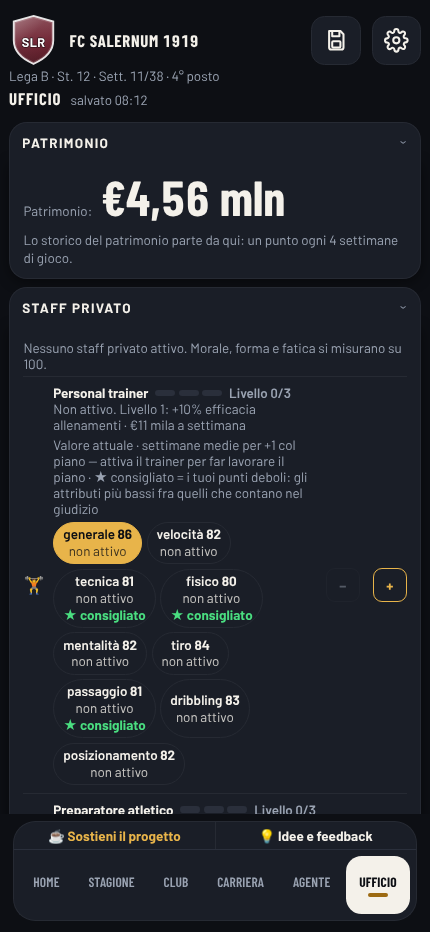 SLR
FC SALERNUM 1919
Lega B · St. 12 · Sett. 11/38 · 4° posto
UFFICIO salvato 08:12
PATRIMONIO
Patrimonio: €4,56 mln
Lo storico del patrimonio parte da qui: un punto ogni 4 settimane
di gioco.
STAFF PRIVATO
Nessuno staff privato attivo. Morale, forma e fatica si misurano su
100.
Personal trainer Livello 0/3
Non attivo. Livello 1: +10% efficacia
allenamenti · €11 mila a settimana
Valore attuale · settimane medie per +1 col
piano — attiva il trainer per far lavorare il
piano · ★ consigliato = i tuoi punti deboli: gli
attributi più bassi fra quelli che contano nel
giudizio
generale 86 velocità 82
non attivo non attivo
tecnica 81 fisico 80
non attivo non attivo
★ consigliato ★ consigliato
− +
mentalità 82 tiro 84
non attivo non attivo
passaggio 81 dribbling 83
non attivo non attivo
★ consigliato
posizionamento 82
non attivo
Preparatore atletico Livello 0/3
☕ Sostieni il progetto 💡 Idee e feedback
HOME STAGIONE CLUB CARRIERA AGENTE UFFICIO